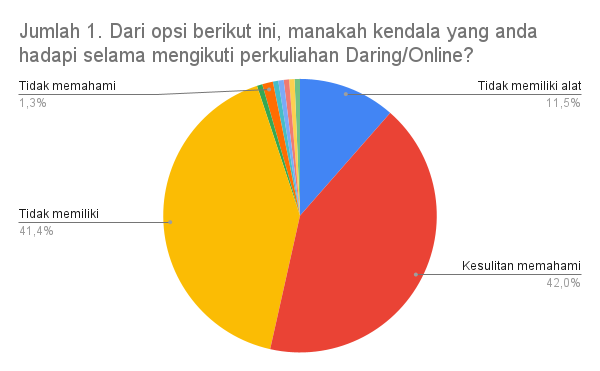 Jumlah 1. Dari opsi berikut ini, manakah kendala yang anda
hadapi selama mengikuti perkuliahan Daring/Online?
Tidak memahami
1,3%
Tidak memiliki alat
11,5%
Tidak memiliki
41,4%
Kesulitan memahami
42,0%